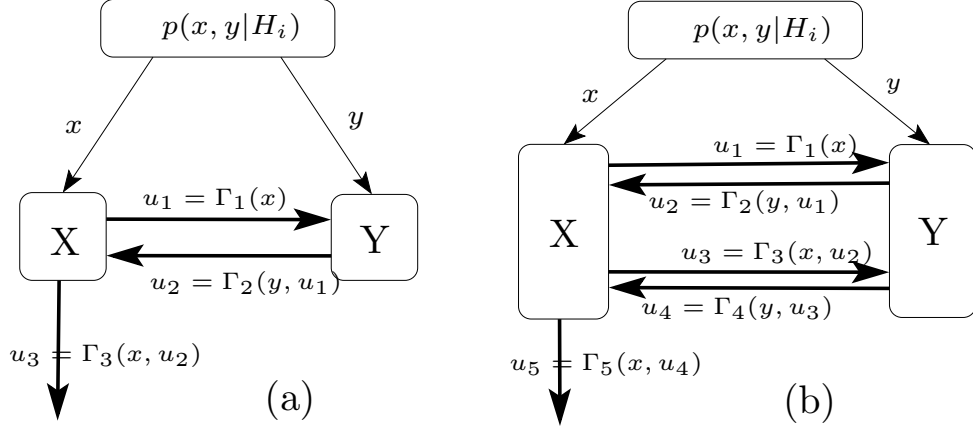 p(x, y|H_i)
x
y
u_1 = Γ_1(x)
X
Y
u_2 = Γ_2(y, u_1)
u_3 = Γ_3(x, u_2)
(a)
p(x, y|H_i)
x
y
u_1 = Γ_1(x)
u_2 = Γ_2(y, u_1)
X
Y
u_3 = Γ_3(x, u_2)
u_4 = Γ_4(y, u_3)
u_5 = Γ_5(x, u_4)
(b)